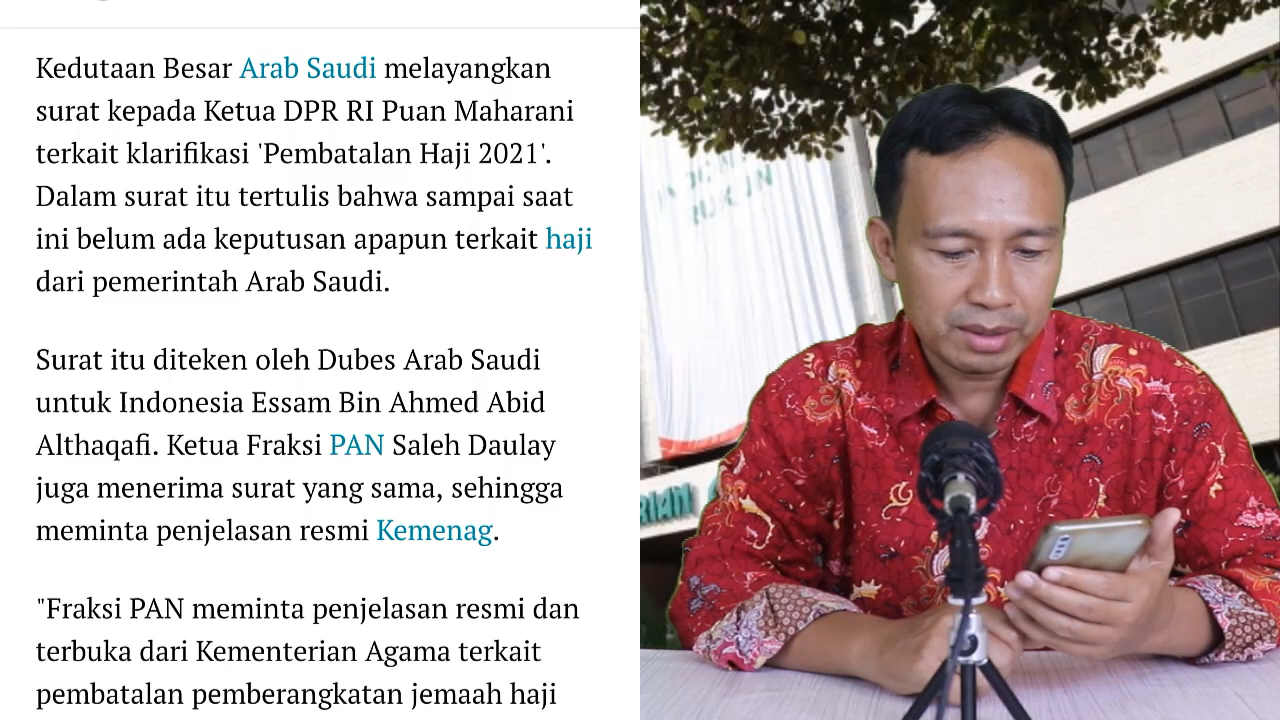 Kedutaan Besar Arab Saudi melayangkan
surat kepada Ketua DPR RI Puan Maharani
terkait klarifikasi 'Pembatalan Haji 2021'.
Dalam surat itu tertulis bahwa sampai saat
ini belum ada keputusan apapun terkait haji
dari pemerintah Arab Saudi.
Surat itu diteken oleh Dubes Arab Saudi
untuk Indonesia Essam Bin Ahmed Abid
Althaqafi. Ketua Fraksi PAN Saleh Daulay
juga menerima surat yang sama, sehingga
meminta penjelasan resmi Kemenag.
"Fraksi PAN meminta penjelasan resmi dan
terbuka dari Kementerian Agama terkait
pembatalan pemberangkatan jemaah haji